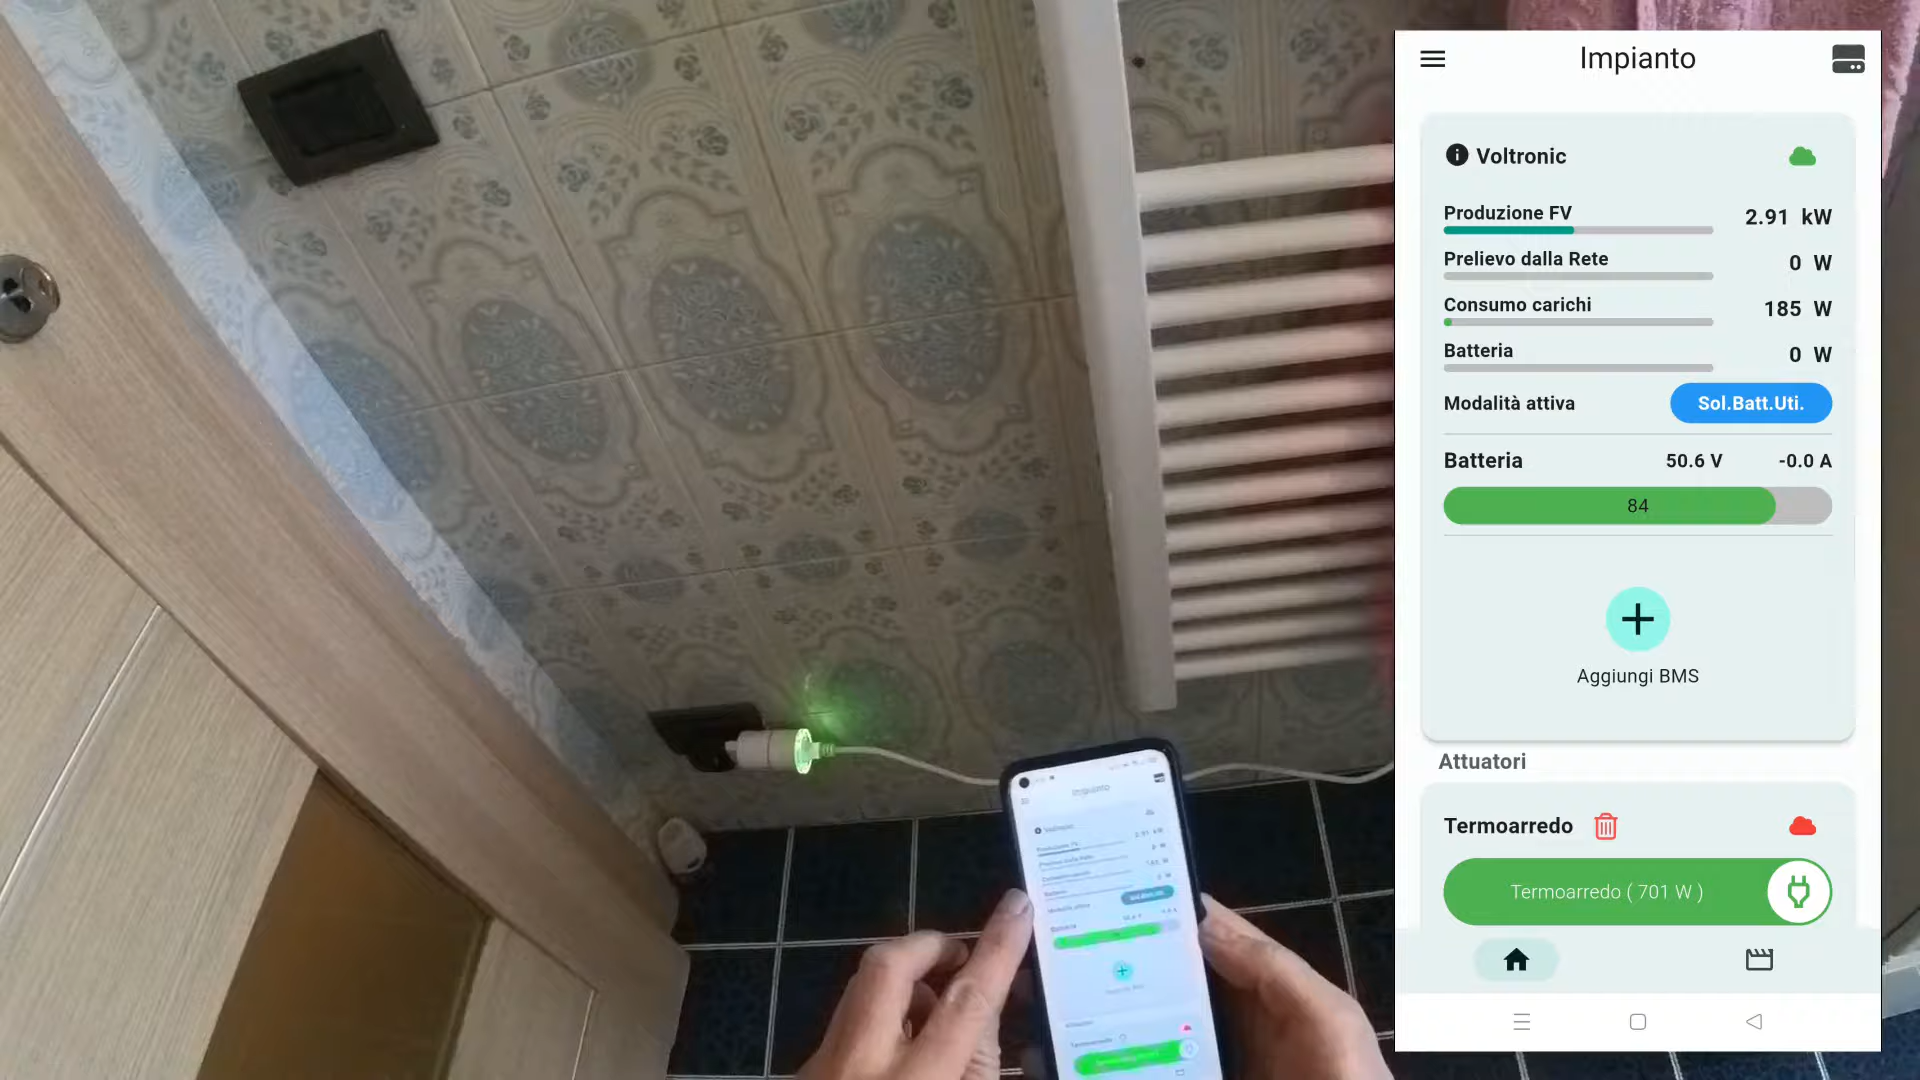 Impianto
Voltronic
Produzione FV 2.91 kW
Prelievo dalla Rete 0 W
Consumo carichi 185 W
Batteria 0 W
Modalità attiva Sol.Batt.Uti.
Batteria 50.6 V -0.0 A
84
Aggiungi BMS
Attuatori
Termoarredo
Termoarredo ( 701 W )
Impianto